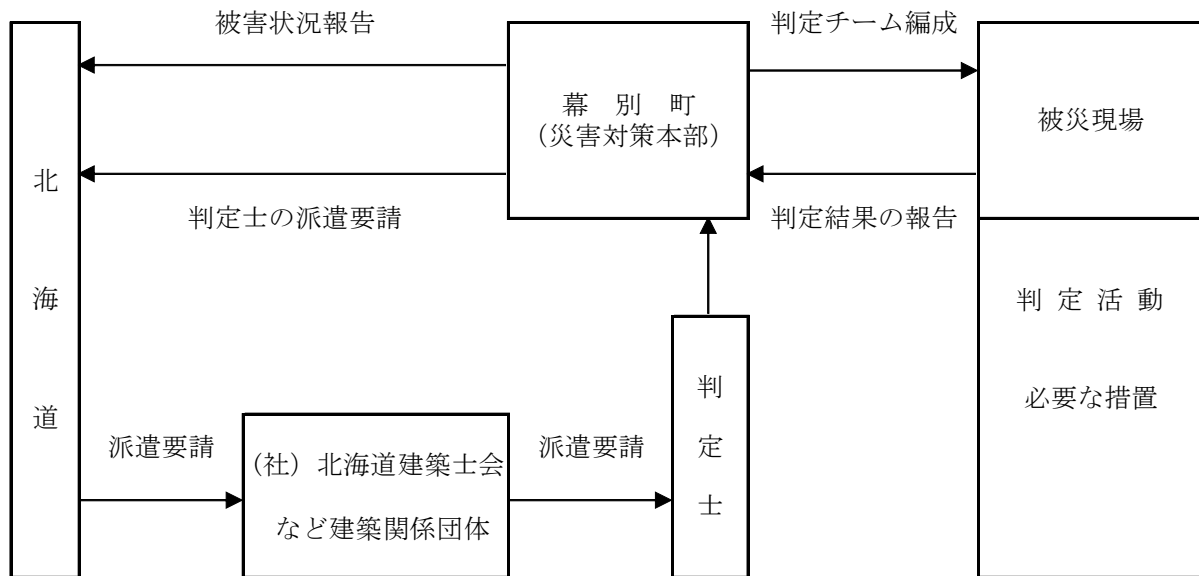 被害状況報告
判定チーム編成
幕 別 町
(災害対策本部)
被災現場
北海道
判定士の派遣要請
判定結果の報告
判 定 活 動
必要な措置
判定士
派遣要請
(社)北海道建築士会
など建築関係団体
派遣要請